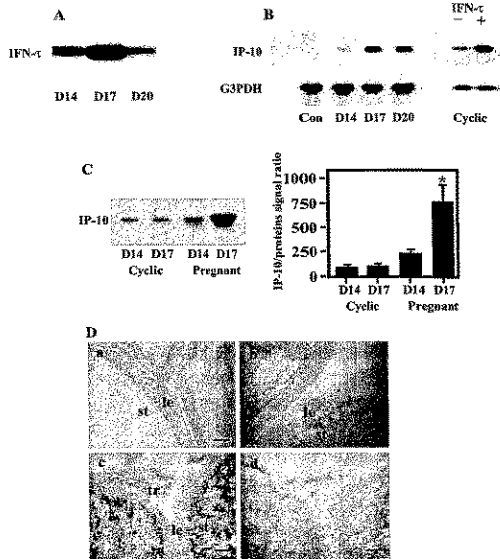 A
IFN-τ
D14 D17 D20
B
IFN-τ
− +
IP-10
G3PDH
Con D14 D17 D20 Cyclic
C
IP-10
D14 D17 D14 D17
Cyclic Pregnant
IP-10/proteins signal ratio
1000
750
500
250
0
*
D14 D17 D14 D17
Cyclic Pregnant
D
a
st le
le
c
tr
le
d